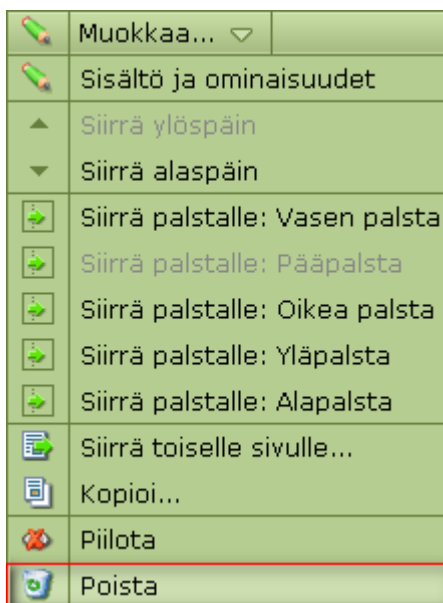 Muokkaa...
Sisältö ja ominaisuudet
Siirrä ylöspäin
Siirrä alaspäin
Siirrä palstalle: Vasen palsta
Siirrä palstalle: Pääpalsta
Siirrä palstalle: Oikea palsta
Siirrä palstalle: Yläpalsta
Siirrä palstalle: Alapalsta
Siirrä toiselle sivulle...
Kopioi...
Piilota
Poista